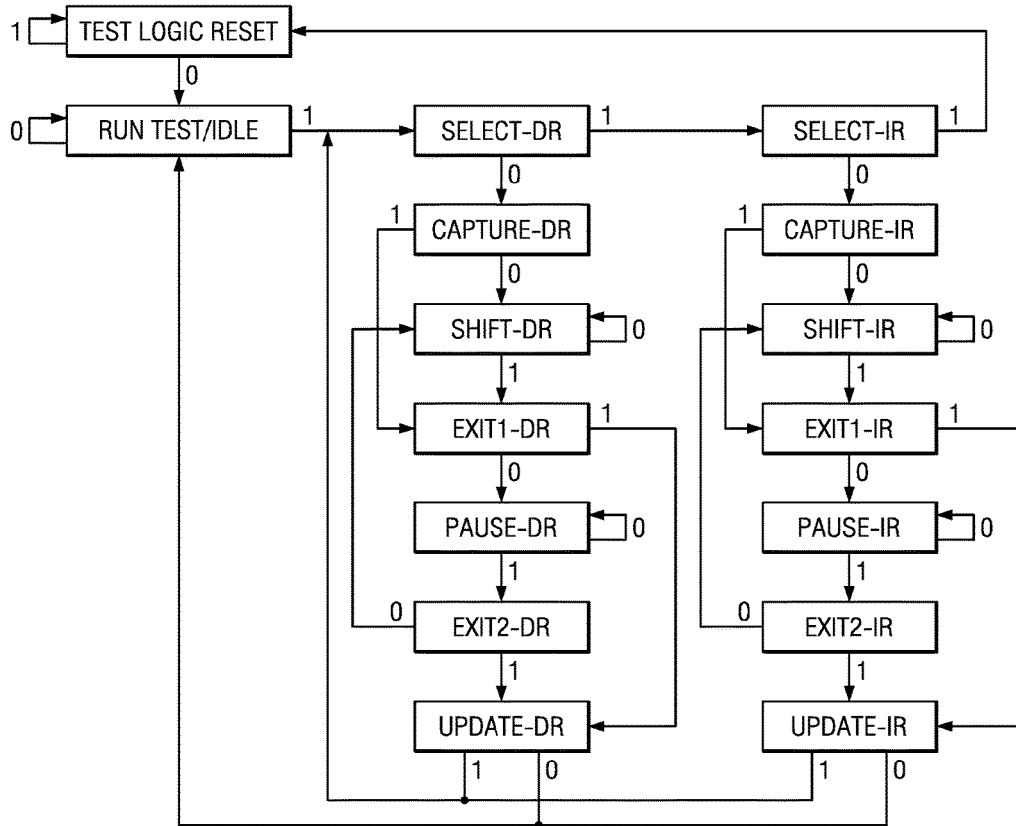 1 TEST LOGIC RESET
0
0 RUN TEST/IDLE 1 SELECT-DR 1 SELECT-IR 1
0 0
1 CAPTURE-DR 1 CAPTURE-IR
0 0
SHIFT-DR 0 SHIFT-IR 0
1 1
EXIT1-DR 1 EXIT1-IR 1
0 0
PAUSE-DR 0 PAUSE-IR 0
1 1
0 EXIT2-DR 0 EXIT2-IR
1 1
UPDATE-DR UPDATE-IR
1 0 1 0